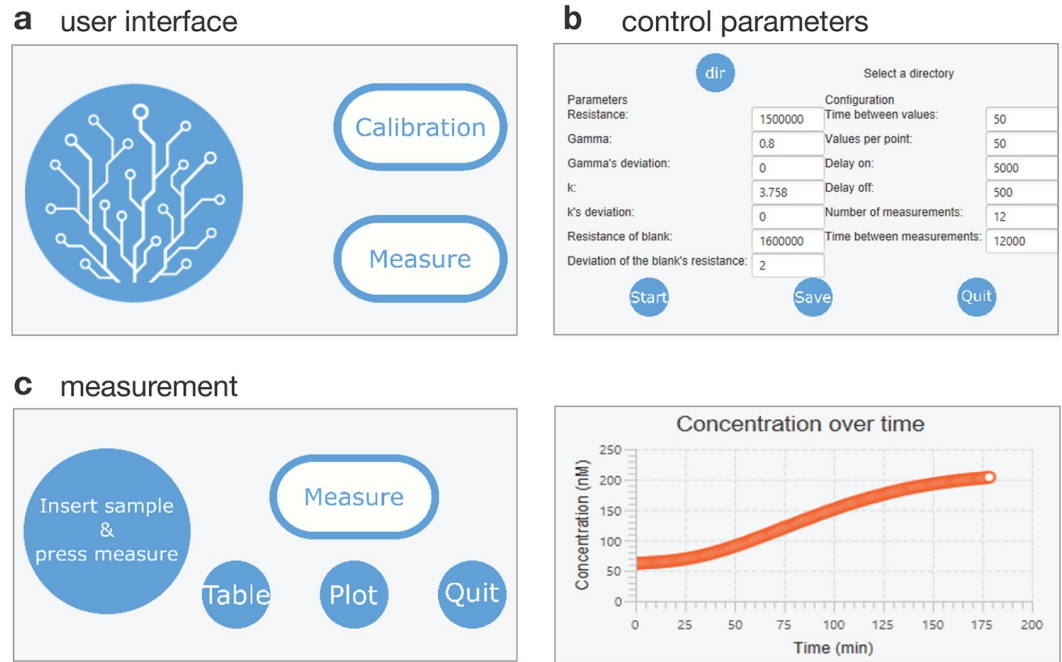 a user interface
Calibration
Measure
b control parameters
dir
Select a directory
Parameters
Configuration
Resistance: 1500000
Time between values: 50
Gamma: 0.8
Values per point: 50
Gamma's deviation: 0
Delay on: 5000
k: 3.758
Delay off: 500
k's deviation: 0
Number of measurements: 12
Resistance of blank: 1600000
Time between measurements: 12000
Deviation of the blank's resistance: 2
Start
Save
Quit
c measurement
Insert sample
&
press measure
Measure
Table
Plot
Quit
Concentration over time
Concentration (nM)
250
200
150
100
50
0
0 25 50 75 100 125 150 175 200
Time (min)